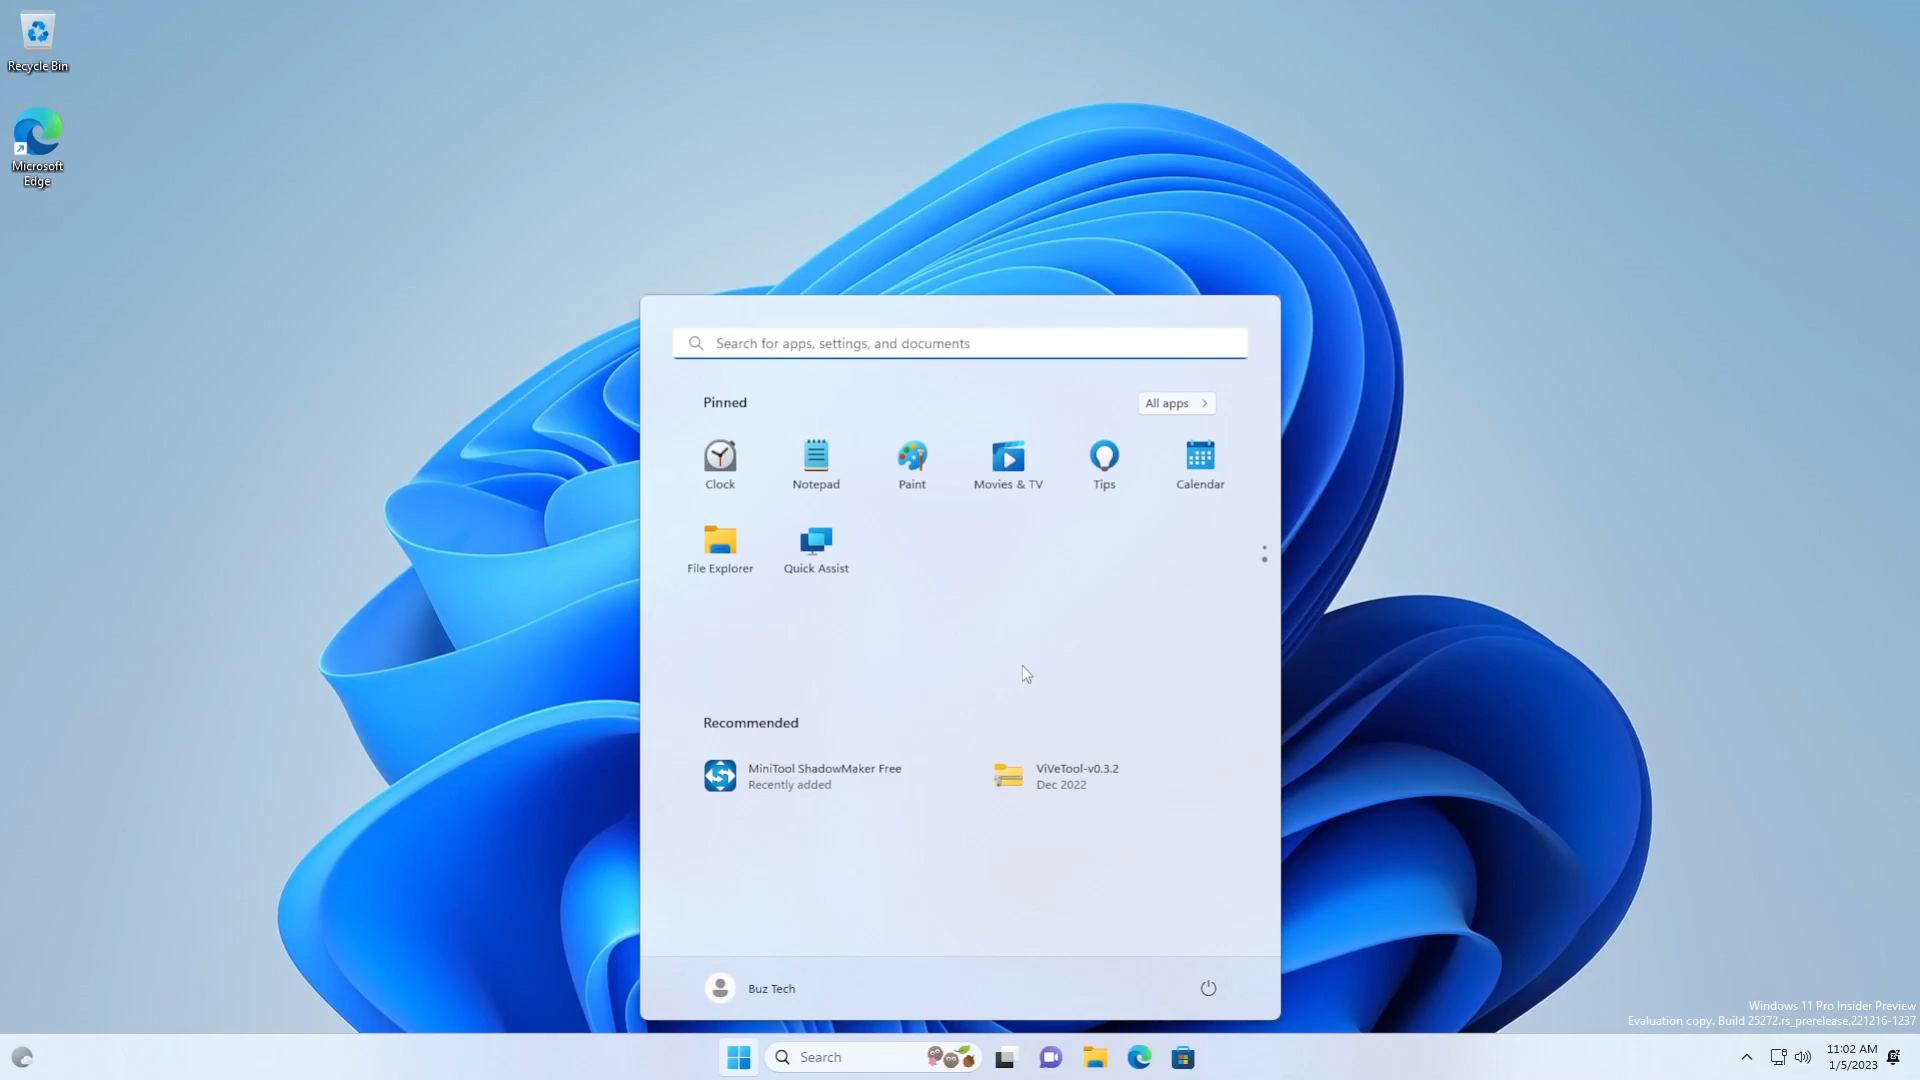 Recycle Bin
Microsoft
Edge
Search for apps, settings, and documents
Pinned
All apps
Clock
Notepad
Paint
Movies & TV
Tips
Calendar
File Explorer
Quick Assist
Recommended
MiniTool ShadowMaker Free
Recently added
ViVeTool-v0.3.2
Dec 2022
Buz Tech
Windows 11 Pro Insider Preview
Evaluation copy. Build 25272.rs_prerelease.221216-1237
Search
11:02 AM
1/5/2023